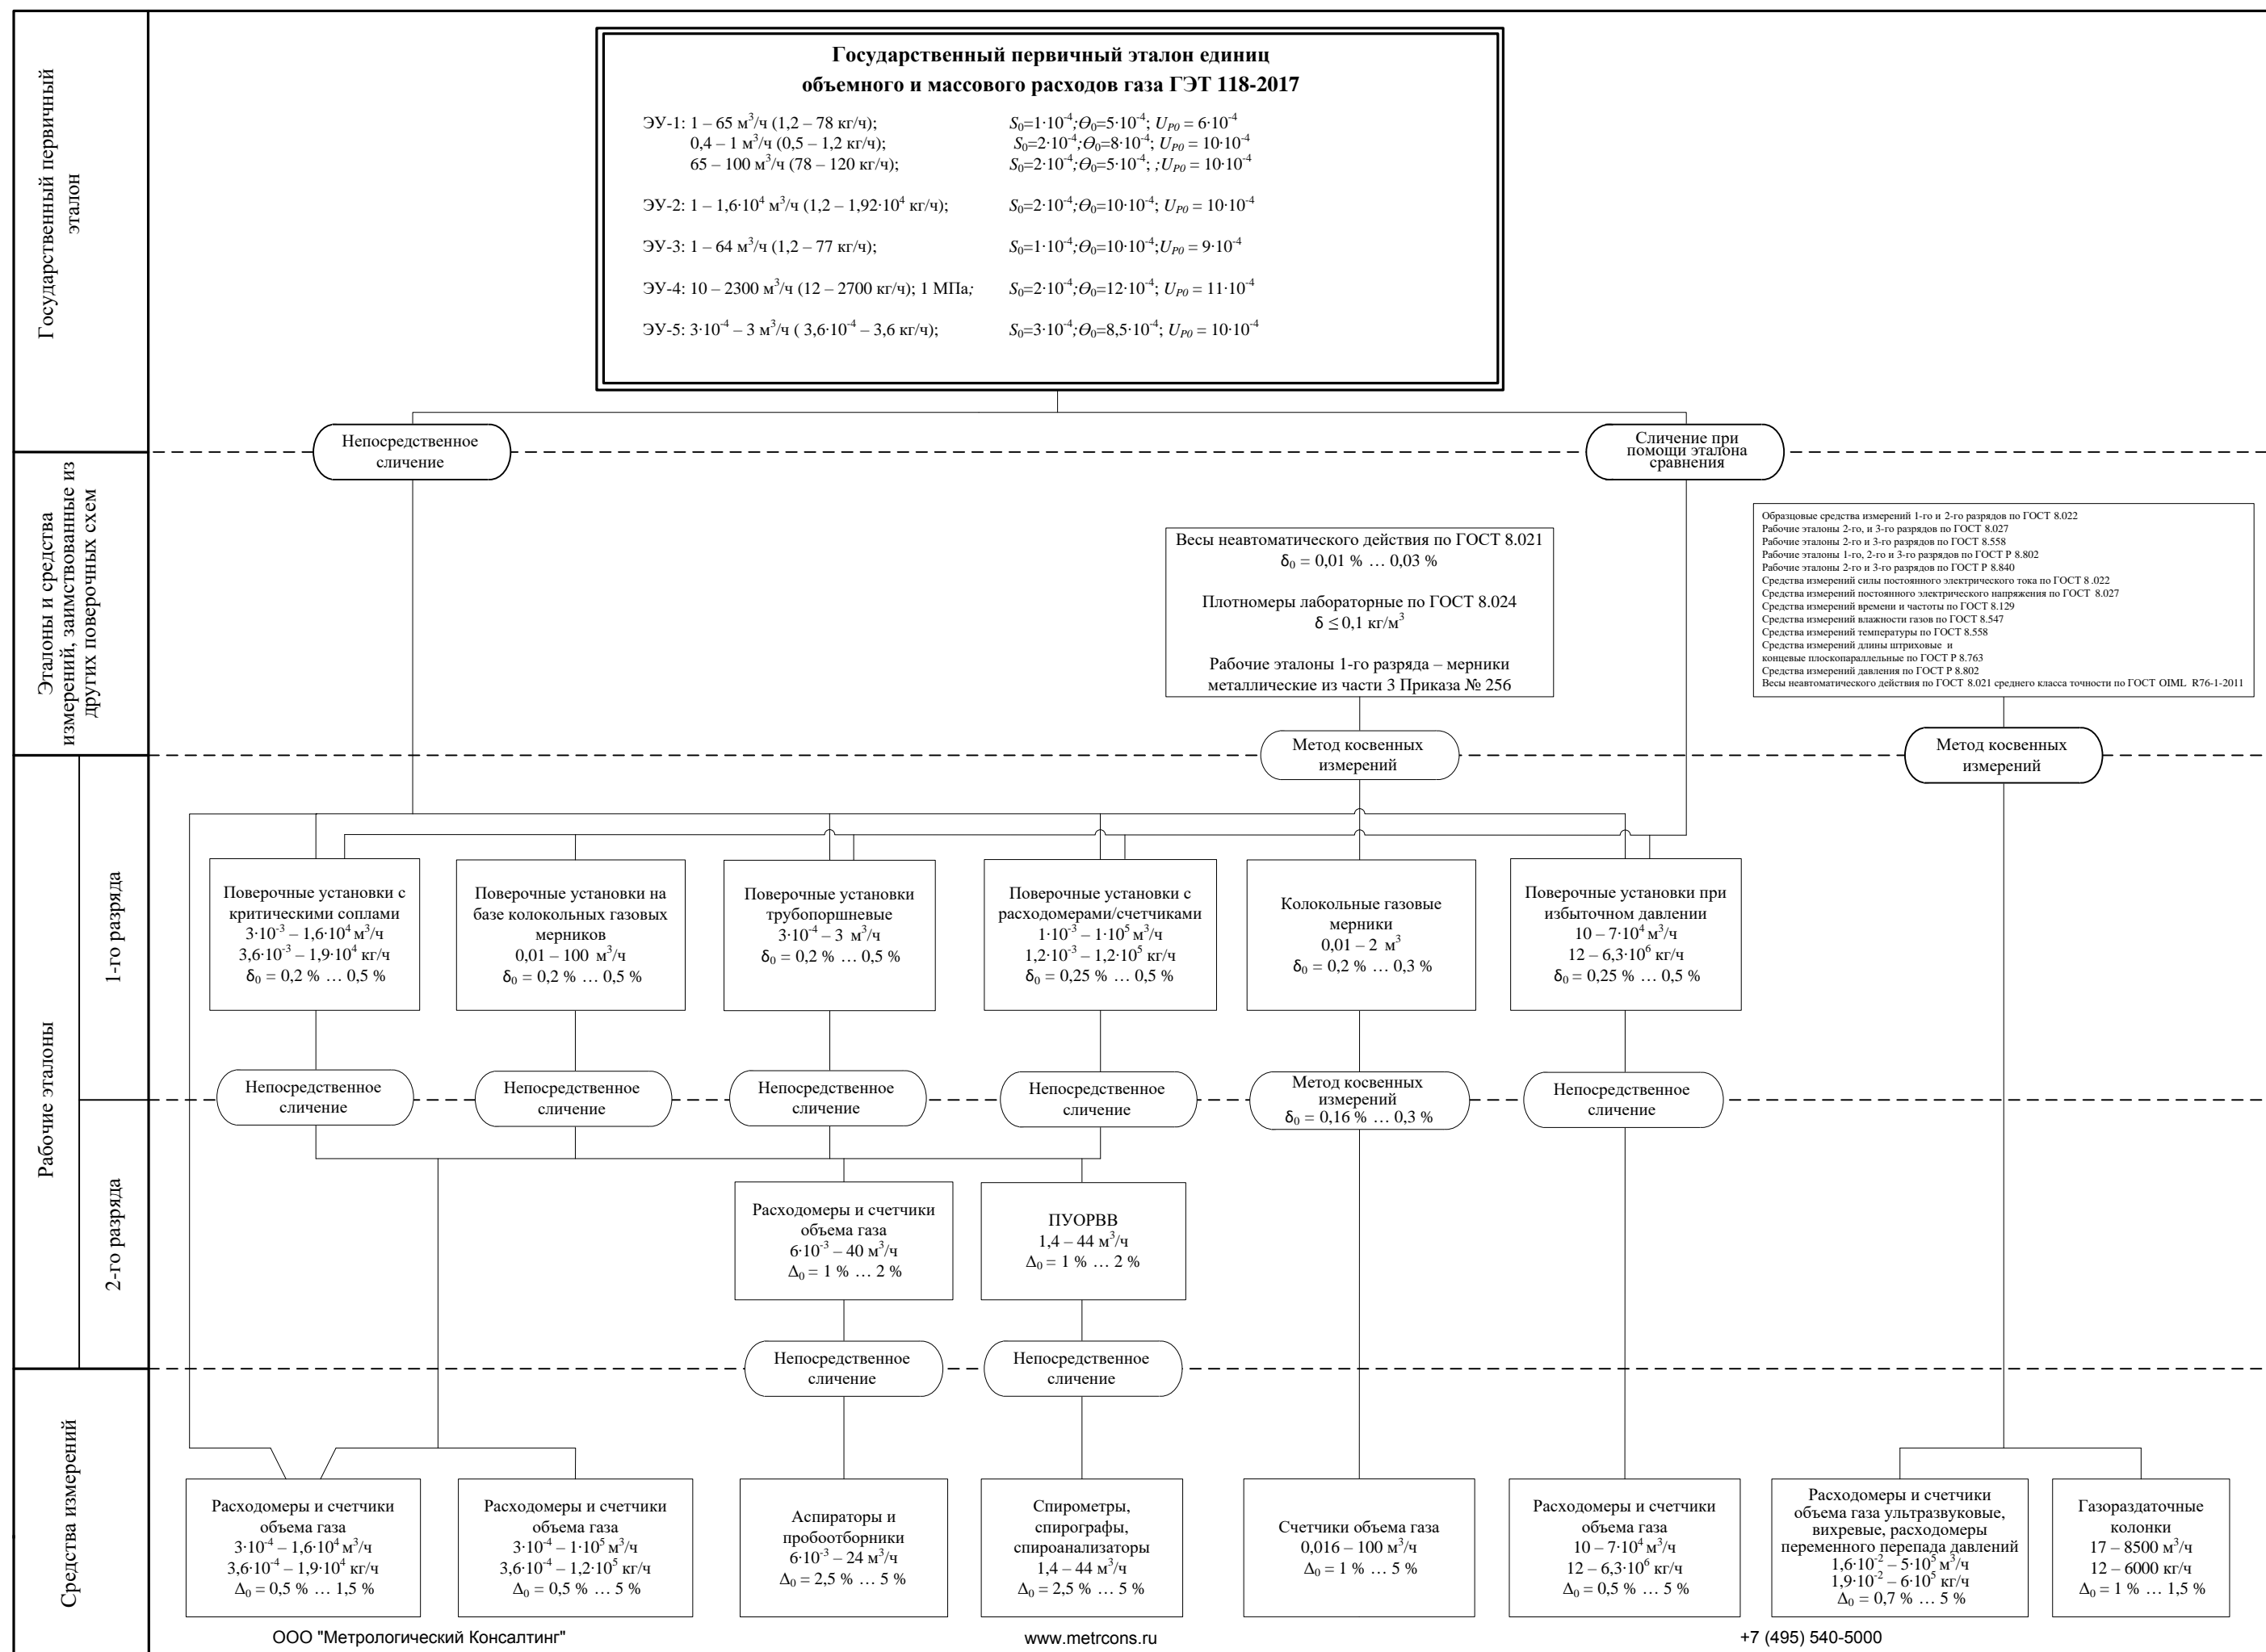 Государственный первичный
эталон
Государственный первичный эталон единиц
объемного и массового расходов газа ГЭТ 118-2017
ЭУ-1: 1 – 65 м³/ч (1,2 – 78 кг/ч); S₀=1·10⁻⁴;Θ₀=5·10⁻⁴; U_P0 = 6·10⁻⁴
0,4 – 1 м³/ч (0,5 – 1,2 кг/ч); S₀=2·10⁻⁴;Θ₀=8·10⁻⁴; U_P0 = 10·10⁻⁴
65 – 100 м³/ч (78 – 120 кг/ч); S₀=2·10⁻⁴;Θ₀=5·10⁻⁴; ;U_P0 = 10·10⁻⁴
ЭУ-2: 1 – 1,6·10⁴ м³/ч (1,2 – 1,92·10⁴ кг/ч); S₀=2·10⁻⁴;Θ₀=10·10⁻⁴; U_P0 = 10·10⁻⁴
ЭУ-3: 1 – 64 м³/ч (1,2 – 77 кг/ч); S₀=1·10⁻⁴;Θ₀=10·10⁻⁴;U_P0 = 9·10⁻⁴
ЭУ-4: 10 – 2300 м³/ч (12 – 2700 кг/ч); 1 МПа; S₀=2·10⁻⁴;Θ₀=12·10⁻⁴; U_P0 = 11·10⁻⁴
ЭУ-5: 3·10⁻⁴ – 3 м³/ч ( 3,6·10⁻⁴ – 3,6 кг/ч); S₀=3·10⁻⁴;Θ₀=8,5·10⁻⁴; U_P0 = 10·10⁻⁴
Непосредственное
сличение
Сличение при
помощи эталона
сравнения
Эталоны и средства
измерений, заимствованные из
других поверочных схем
Весы неавтоматического действия по ГОСТ 8.021
δ₀ = 0,01 % … 0,03 %
Плотномеры лабораторные по ГОСТ 8.024
δ ≤ 0,1 кг/м³
Рабочие эталоны 1-го разряда – мерники
металлические из части 3 Приказа № 256
Образцовые средства измерений 1-го и 2-го разрядов по ГОСТ 8.022
Рабочие эталоны 2-го, и 3-го разрядов по ГОСТ 8.027
Рабочие эталоны 2-го и 3-го разрядов по ГОСТ 8.558
Рабочие эталоны 1-го, 2-го и 3-го разрядов по ГОСТ Р 8.802
Рабочие эталоны 2-го и 3-го разрядов по ГОСТ Р 8.840
Средства измерений силы постоянного электрического тока по ГОСТ 8 .022
Средства измерений постоянного электрического напряжения по ГОСТ 8.027
Средства измерений времени и частоты по ГОСТ 8.129
Средства измерений влажности газов по ГОСТ 8.547
Средства измерений температуры по ГОСТ 8.558
Средства измерений длины штриховые и
концевые плоскопараллельные по ГОСТ Р 8.763
Средства измерений давления по ГОСТ Р 8.802
Весы неавтоматического действия по ГОСТ 8.021 среднего класса точности по ГОСТ OIML R76-1-2011
Метод косвенных
измерений
Метод косвенных
измерений
Рабочие эталоны
1-го разряда
Поверочные установки с
критическими соплами
3·10⁻³ – 1,6·10⁴ м³/ч
3,6·10⁻³ – 1,9·10⁴ кг/ч
δ₀ = 0,2 % … 0,5 %
Поверочные установки на
базе колокольных газовых
мерников
0,01 – 100 м³/ч
δ₀ = 0,2 % … 0,5 %
Поверочные установки
трубопоршневые
3·10⁻⁴ – 3 м³/ч
δ₀ = 0,2 % … 0,5 %
Поверочные установки с
расходомерами/счетчиками
1·10⁻³ – 1·10⁵ м³/ч
1,2·10⁻³ – 1,2·10⁵ кг/ч
δ₀ = 0,25 % … 0,5 %
Колокольные газовые
мерники
0,01 – 2 м³
δ₀ = 0,2 % … 0,3 %
Поверочные установки при
избыточном давлении
10 – 7·10⁴ м³/ч
12 – 6,3·10⁶ кг/ч
δ₀ = 0,25 % … 0,5 %
Непосредственное
сличение
Непосредственное
сличение
Непосредственное
сличение
Непосредственное
сличение
Метод косвенных
измерений
δ₀ = 0,16 % … 0,3 %
Непосредственное
сличение
2-го разряда
Расходомеры и счетчики
объема газа
6·10⁻³ – 40 м³/ч
Δ₀ = 1 % … 2 %
ПУОРВВ
1,4 – 44 м³/ч
Δ₀ = 1 % … 2 %
Непосредственное
сличение
Непосредственное
сличение
Средства измерений
Расходомеры и счетчики
объема газа
3·10⁻⁴ – 1,6·10⁴ м³/ч
3,6·10⁻⁴ – 1,9·10⁴ кг/ч
Δ₀ = 0,5 % … 1,5 %
Расходомеры и счетчики
объема газа
3·10⁻⁴ – 1·10⁵ м³/ч
3,6·10⁻⁴ – 1,2·10⁵ кг/ч
Δ₀ = 0,5 % … 5 %
Аспираторы и
пробоотборники
6·10⁻³ – 24 м³/ч
Δ₀ = 2,5 % … 5 %
Спирометры,
спирографы,
спироанализаторы
1,4 – 44 м³/ч
Δ₀ = 2,5 % … 5 %
Счетчики объема газа
0,016 – 100 м³/ч
Δ₀ = 1 % … 5 %
Расходомеры и счетчики
объема газа
10 – 7·10⁴ м³/ч
12 – 6,3·10⁶ кг/ч
Δ₀ = 0,5 % … 5 %
Расходомеры и счетчики
объема газа ультразвуковые,
вихревые, расходомеры
переменного перепада давлений
1,6·10⁻² – 5·10⁵ м³/ч
1,9·10⁻² – 6·10⁵ кг/ч
Δ₀ = 0,7 % … 5 %
Газораздаточные
колонки
17 – 8500 м³/ч
12 – 6000 кг/ч
Δ₀ = 1 % … 1,5 %
ООО "Метрологический Консалтинг"
www.metrcons.ru
+7 (495) 540-5000